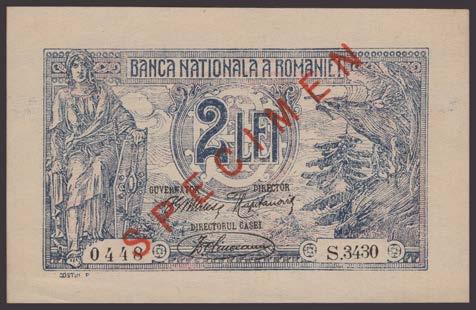 BANCA NATIONALA A ROMANIEI
2 LEI
SPECIMEN
GUVERNATOR
DIRECTOR
DIRECTORUL CASEI
0448
S.3430